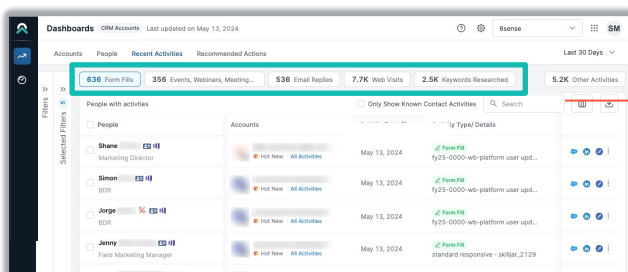 Dashboards CRM Accounts Last updated on May 13, 2024 6sense SM
Accounts People Recent Activities Recommended Actions Last 30 Days
636 Form Fills 356 Events, Webinars, Meeting... 536 Email Replies 7.7K Web Visits 2.5K Keywords Researched 5.2K Other Activities
Filters
Selected Filters
People with activties Only Show Known Contact Activities Search
People Accounts Activity Type/ Details
Shane Form Fill
Marketing Director Hot New All Activities May 13, 2024 fy25-0000-wb-platform user upd...
Simon Form Fill
BDR Hot New All Activities May 13, 2024 fy25-0000-wb-platform user upd...
Jorge Form Fill
BDR Hot New All Activities May 13, 2024 fy25-0000-wb-platform user upd...
Jenny Form Fill
Field Marketing Manager Hot New All Activities May 13, 2024 standard responsive - skilljar_2129